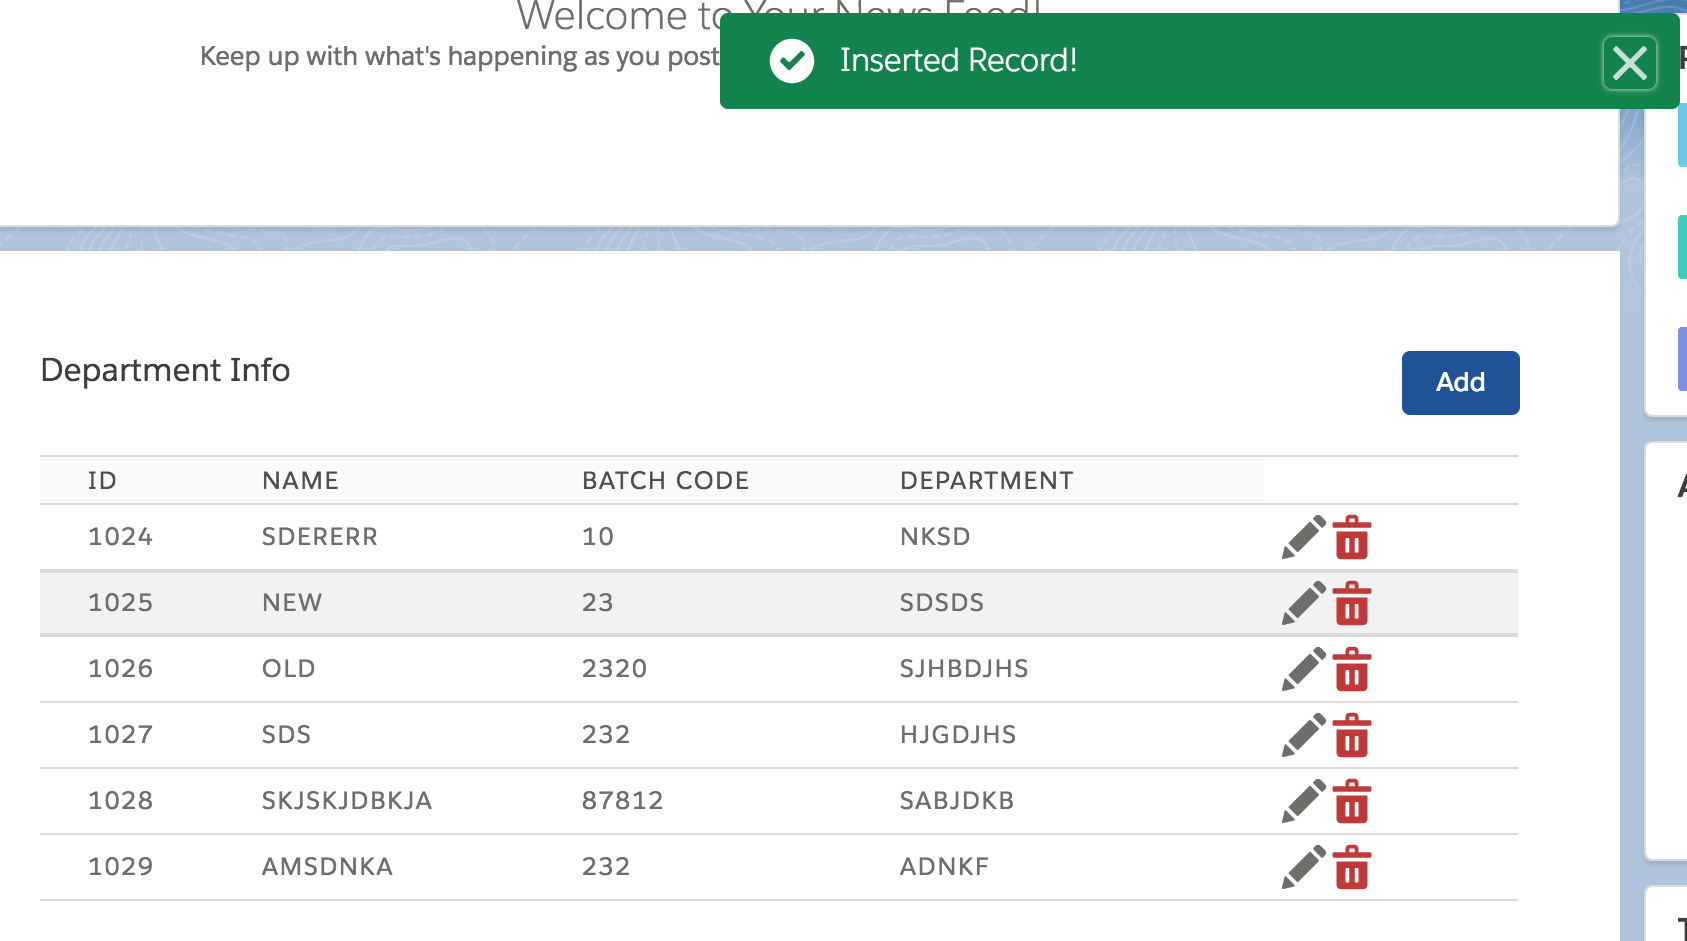 Welcome to Your News Feed!
Keep up with what's happening as you post
Inserted Record!
Department Info
Add
ID NAME BATCH CODE DEPARTMENT
1024 SDERERR 10 NKSD
1025 NEW 23 SDSDS
1026 OLD 2320 SJHBDJHS
1027 SDS 232 HJGDJHS
1028 SKJSKJDBKJA 87812 SABJDKB
1029 AMSDNKA 232 ADNKF